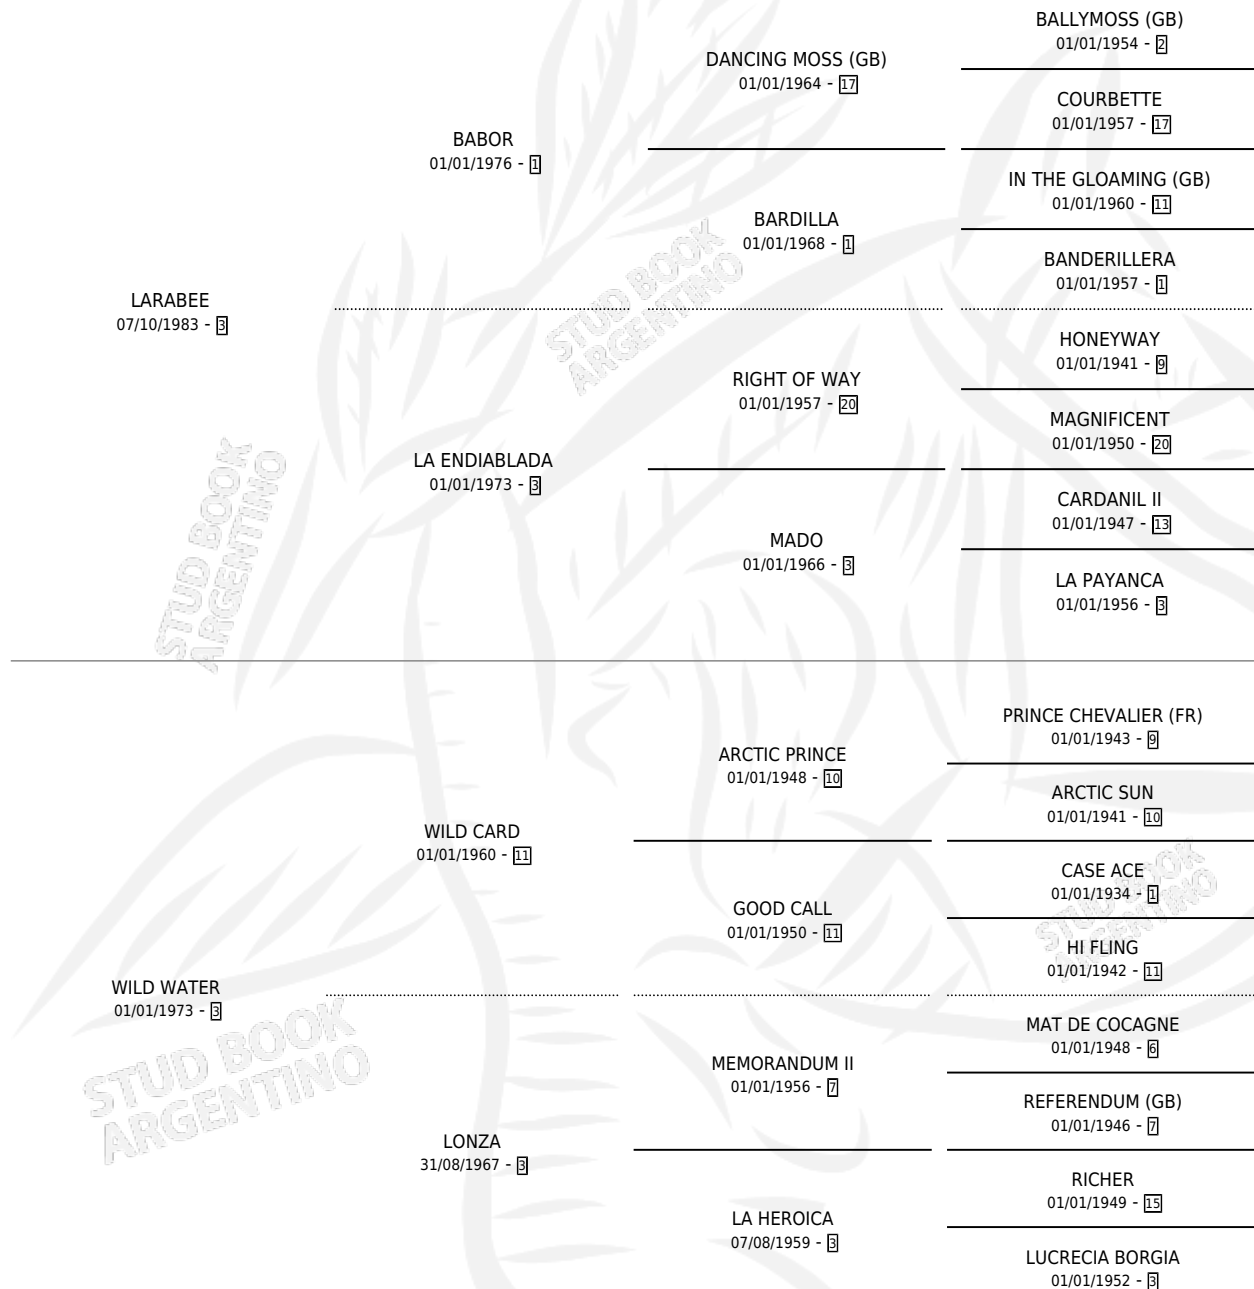 BALLYMOSS (GB)
01/01/1954 - 2
DANCING MOSS (GB)
01/01/1964 - 17
COURBETTE
01/01/1957 - 17
BABOR
01/01/1976 - 1
IN THE GLOAMING (GB)
01/01/1960 - 11
BARDILLA
01/01/1968 - 1
BANDERILLERA
01/01/1957 - 1
LARABEE
07/10/1983 - 3
HONEYWAY
01/01/1941 - 9
RIGHT OF WAY
01/01/1957 - 20
MAGNIFICENT
01/01/1950 - 20
LA ENDIABLADA
01/01/1973 - 3
CARDANIL II
01/01/1947 - 13
MADO
01/01/1966 - 3
LA PAYANCA
01/01/1956 - 3
PRINCE CHEVALIER (FR)
01/01/1943 - 9
ARCTIC PRINCE
01/01/1948 - 10
ARCTIC SUN
01/01/1941 - 10
WILD CARD
01/01/1960 - 11
CASE ACE
01/01/1934 - 1
GOOD CALL
01/01/1950 - 11
HI FLING
01/01/1942 - 11
WILD WATER
01/01/1973 - 3
MAT DE COCAGNE
01/01/1948 - 6
MEMORANDUM II
01/01/1956 - 7
REFERENDUM (GB)
01/01/1946 - 7
LONZA
31/08/1967 - 3
RICHER
01/01/1949 - 15
LA HEROICA
07/08/1959 - 3
LUCRECIA BORGIA
01/01/1952 - 3
STUD BOOK
ARGENTINO
STUD BOOK
ARGENTINO
STUD BOOK
ARGENTINO
STUD BOOK
ARGENTINO